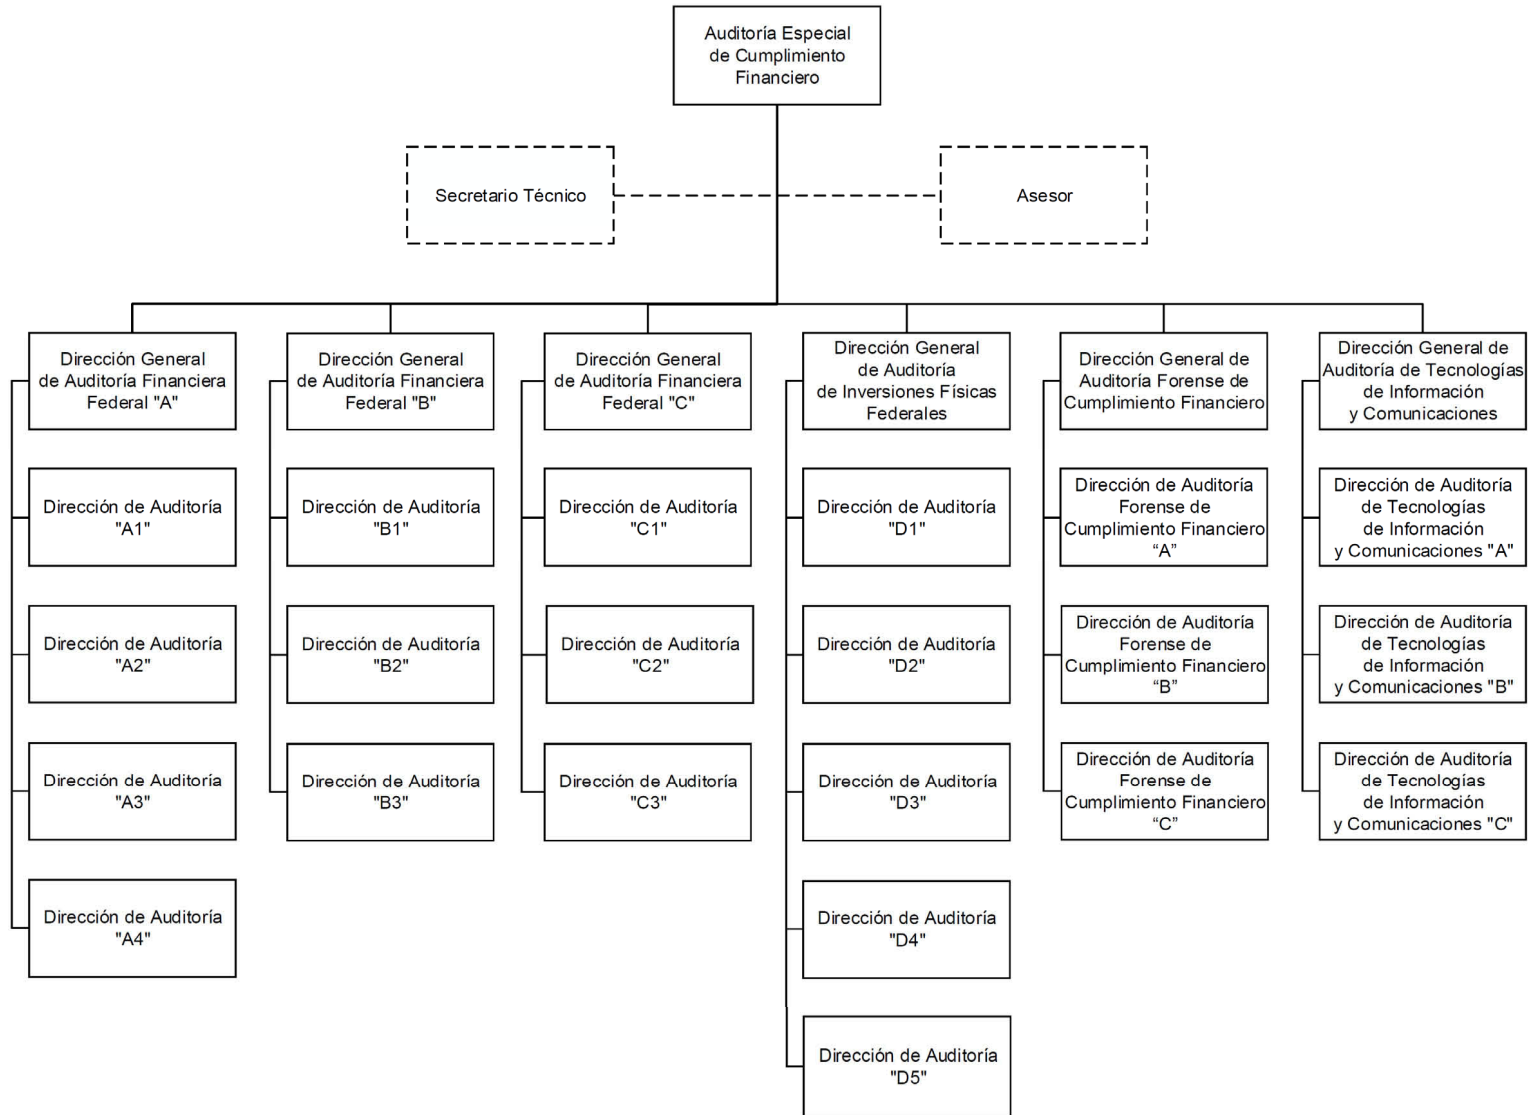 Auditoría Especial
de Cumplimiento
Financiero
Secretario Técnico
Asesor
Dirección General
de Auditoría Financiera
Federal "A"
Dirección General
de Auditoría Financiera
Federal "B"
Dirección General
de Auditoría Financiera
Federal "C"
Dirección General
de Auditoría
de Inversiones Físicas
Federales
Dirección General de
Auditoría Forense de
Cumplimiento Financiero
Dirección General de
Auditoría de Tecnologías
de Información
y Comunicaciones
Dirección de Auditoría
"A1"
Dirección de Auditoría
"B1"
Dirección de Auditoría
"C1"
Dirección de Auditoría
"D1"
Dirección de Auditoría
Forense de
Cumplimiento Financiero
“A”
Dirección de Auditoría
de Tecnologías
de Información
y Comunicaciones "A"
Dirección de Auditoría
"A2"
Dirección de Auditoría
"B2"
Dirección de Auditoría
"C2"
Dirección de Auditoría
"D2"
Dirección de Auditoría
Forense de
Cumplimiento Financiero
“B”
Dirección de Auditoría
de Tecnologías
de Información
y Comunicaciones "B"
Dirección de Auditoría
"A3"
Dirección de Auditoría
"B3"
Dirección de Auditoría
"C3"
Dirección de Auditoría
"D3"
Dirección de Auditoría
Forense de
Cumplimiento Financiero
“C”
Dirección de Auditoría
de Tecnologías
de Información
y Comunicaciones "C"
Dirección de Auditoría
"A4"
Dirección de Auditoría
"D4"
Dirección de Auditoría
"D5"